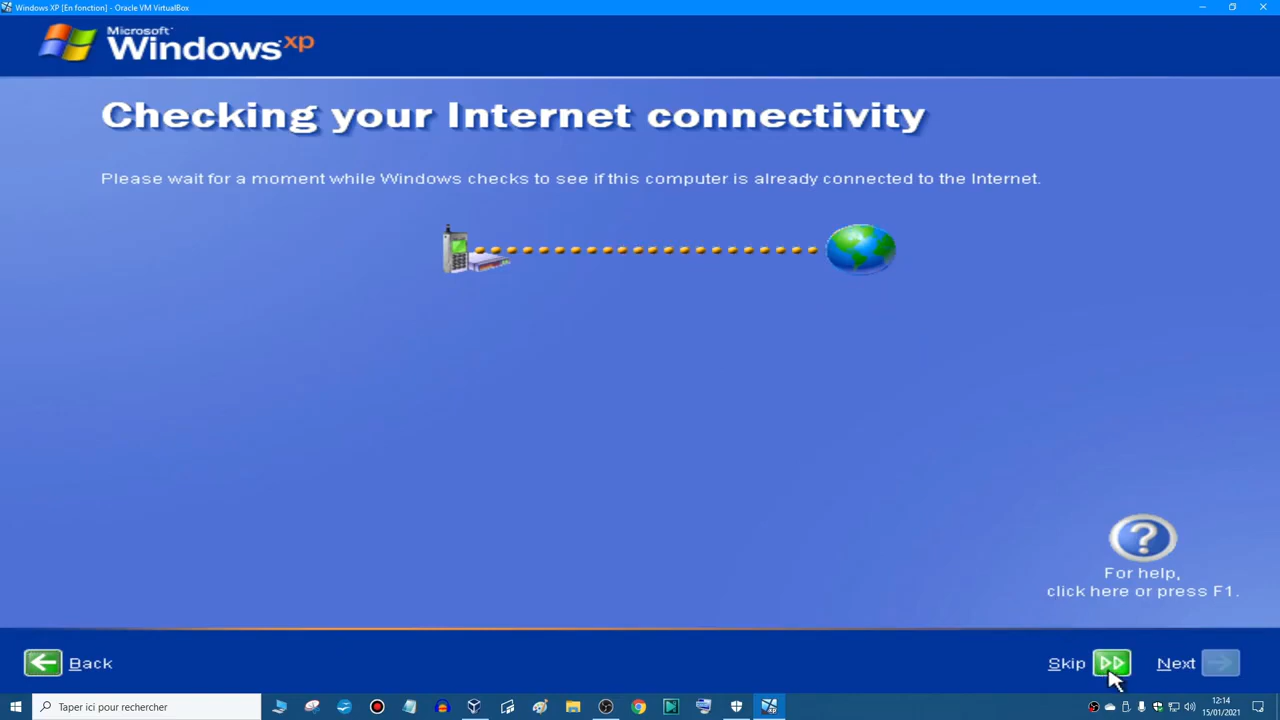 Windows XP [En fonction] - Oracle VM VirtualBox
Microsoft
Windows xp
Checking your Internet connectivity
Please wait for a moment while Windows checks to see if this computer is already connected to the Internet.
?
For help,
click here or press F1.
Back
Skip
Next
Taper ici pour rechercher
12:14
15/01/2021